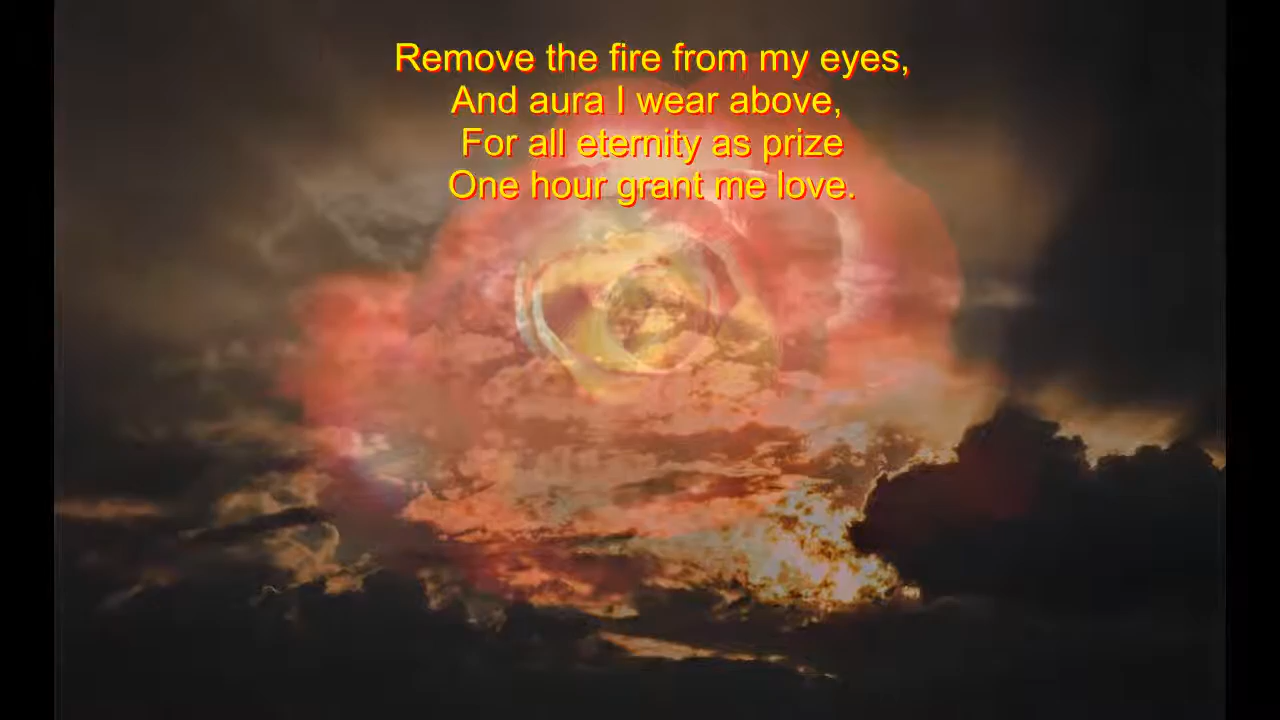 Remove the fire from my eyes,
And aura I wear above,
For all eternity as prize
One hour grant me love.